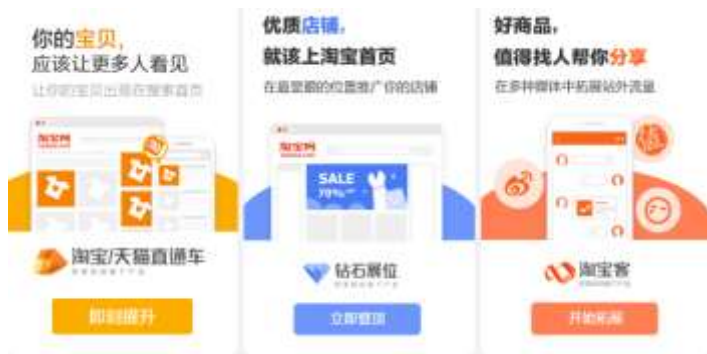 你的宝贝,
应该让更多人看见
让你的宝贝出现在搜索首页
淘宝网
淘宝/天猫直通车
即刻提升
优质店铺,
就该上淘宝首页
在最显眼的位置推广你的店铺
淘宝网
SALE
70%
钻石展位
立即登顶
好商品,
值得找人帮你分享
在多种媒体中拓展站外流量
淘宝客
开始拓展